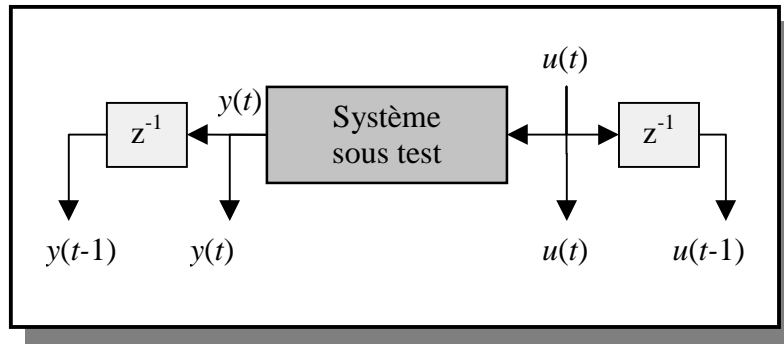 u(t)
y(t)
z-1
Système
sous test
z-1
y(t-1)
y(t)
u(t)
u(t-1)